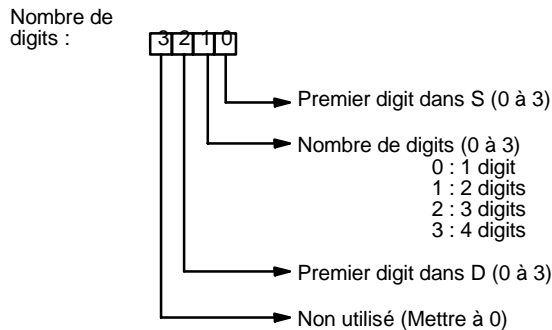 Nombre de
digits :
3 2 1 0
Premier digit dans S (0 à 3)
Nombre de digits (0 à 3)
0 : 1 digit
1 : 2 digits
2 : 3 digits
3 : 4 digits
Premier digit dans D (0 à 3)
Non utilisé (Mettre à 0)